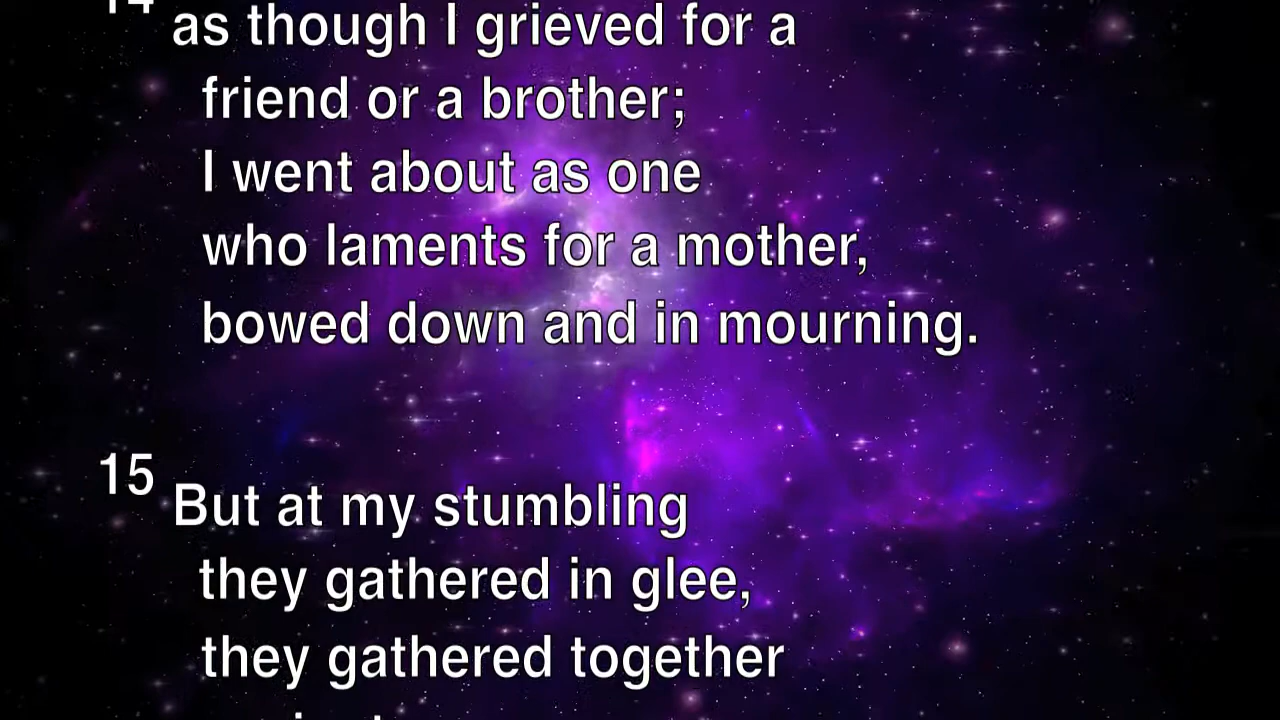 14 as though I grieved for a
friend or a brother;
I went about as one
who laments for a mother,
bowed down and in mourning.
15 But at my stumbling
they gathered in glee,
they gathered together